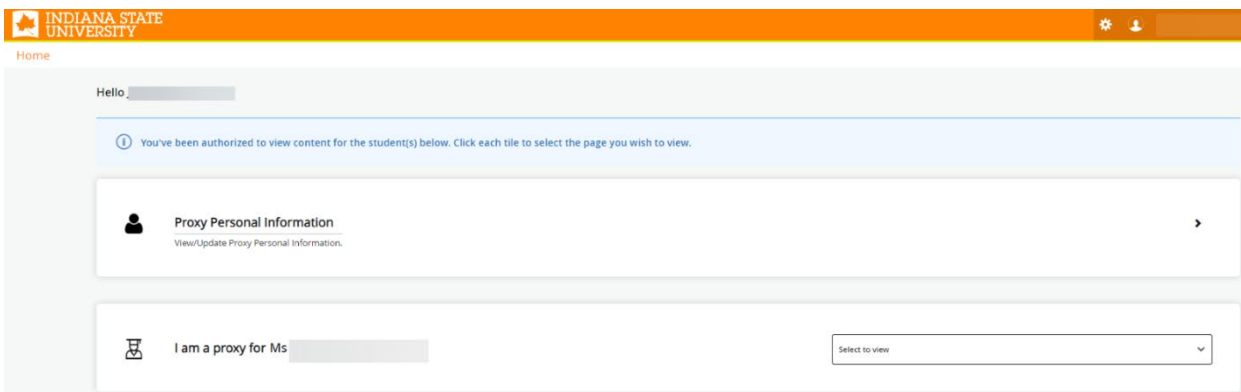 INDIANA STATE
UNIVERSITY
Home
Hello
You've been authorized to view content for the student(s) below. Click each tile to select the page you wish to view.
Proxy Personal Information
View/Update Proxy Personal Information.
I am a proxy for Ms
Select to view